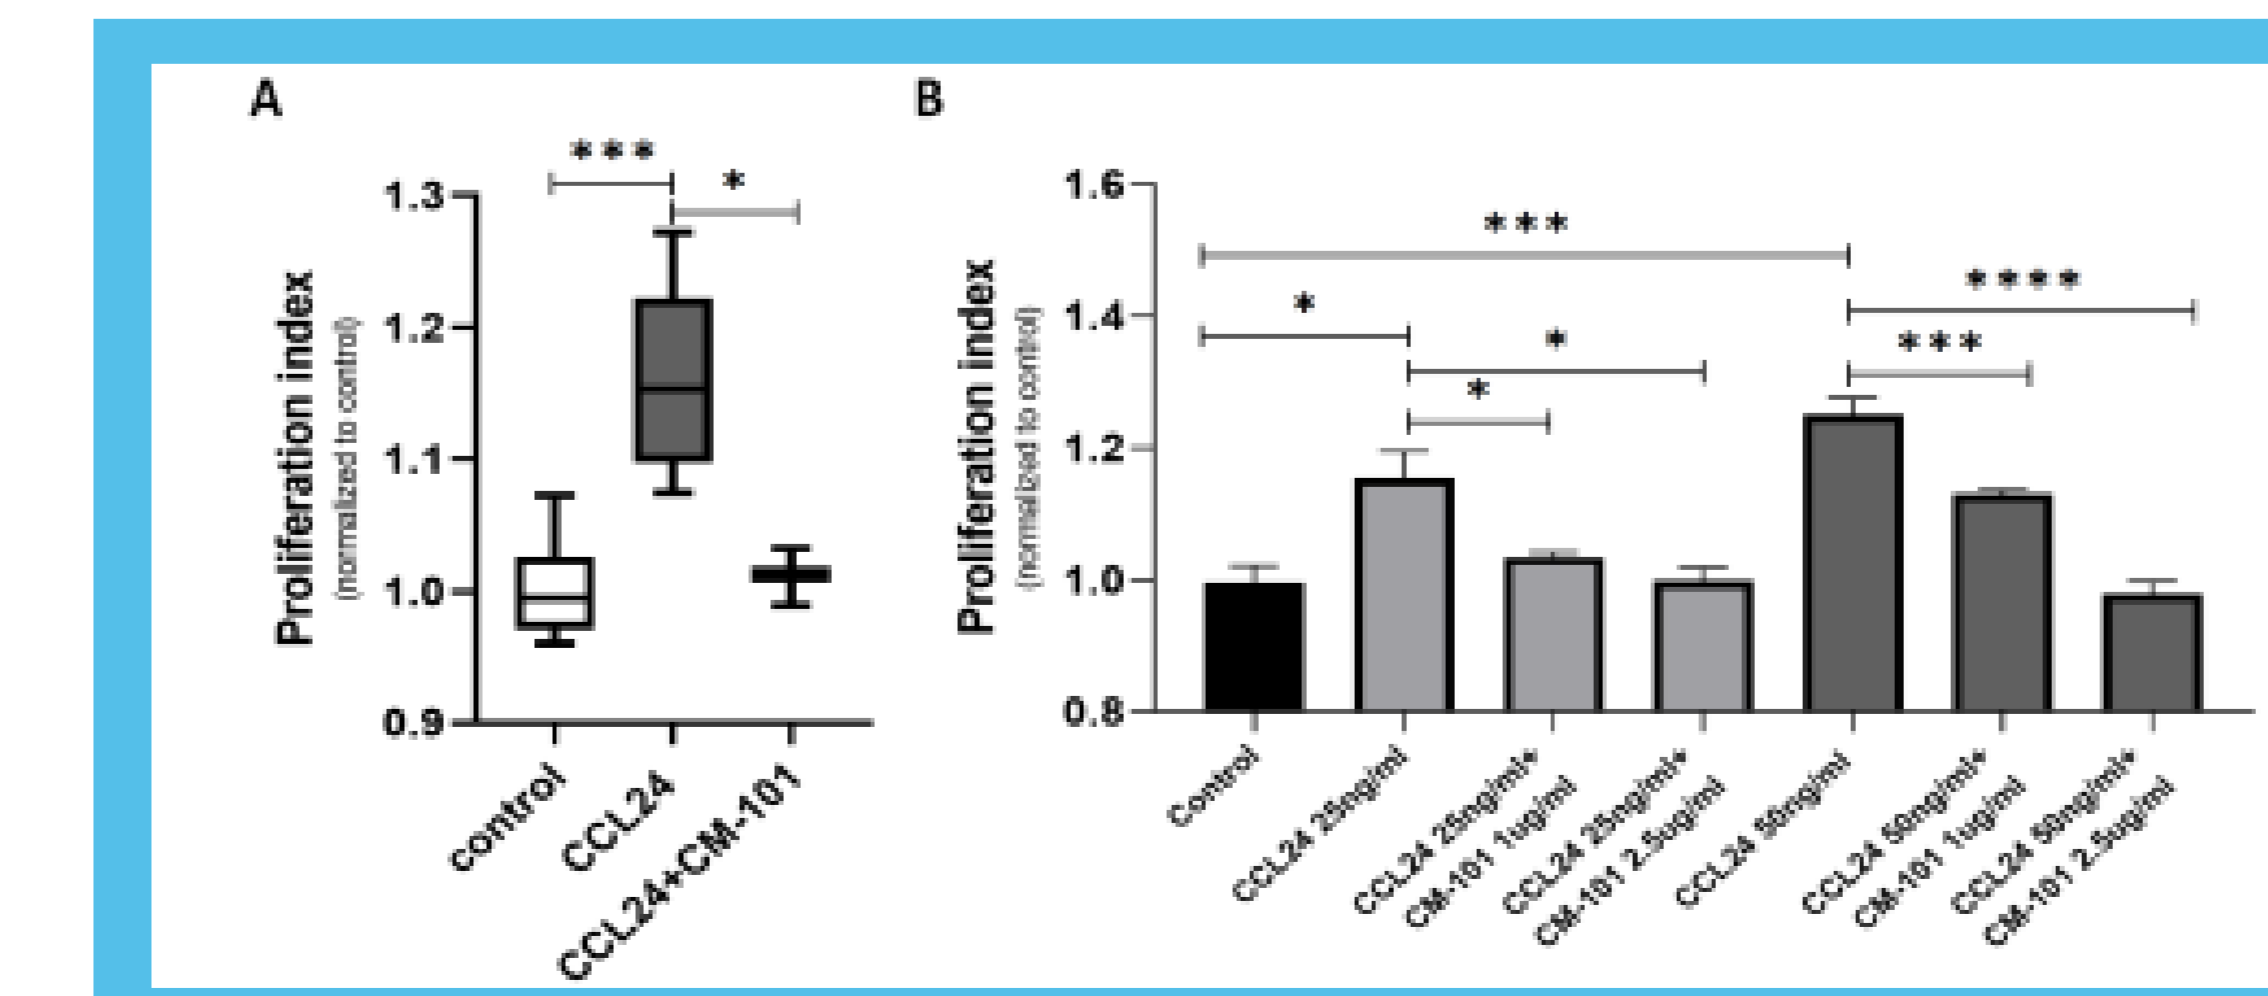 A
***
*
1.3
1.2
1.1
1.0
0.9
Proliferation index
(normalized to control)
control
CCL24
CCL24+CM-101
B
***
****
*
*
***
*
1.6
1.4
1.2
1.0
0.8
Proliferation index
(normalized to control)
Control
CCL24 25ng/ml
CCL24 25ng/ml+
CM-101 1ug/ml
CCL24 25ng/ml+
CM-101 2.5ug/ml
CCL24 50ng/ml
CCL24 50ng/ml+
CM-101 1ug/ml
CCL24 50ng/ml+
CM-101 2.5ug/ml